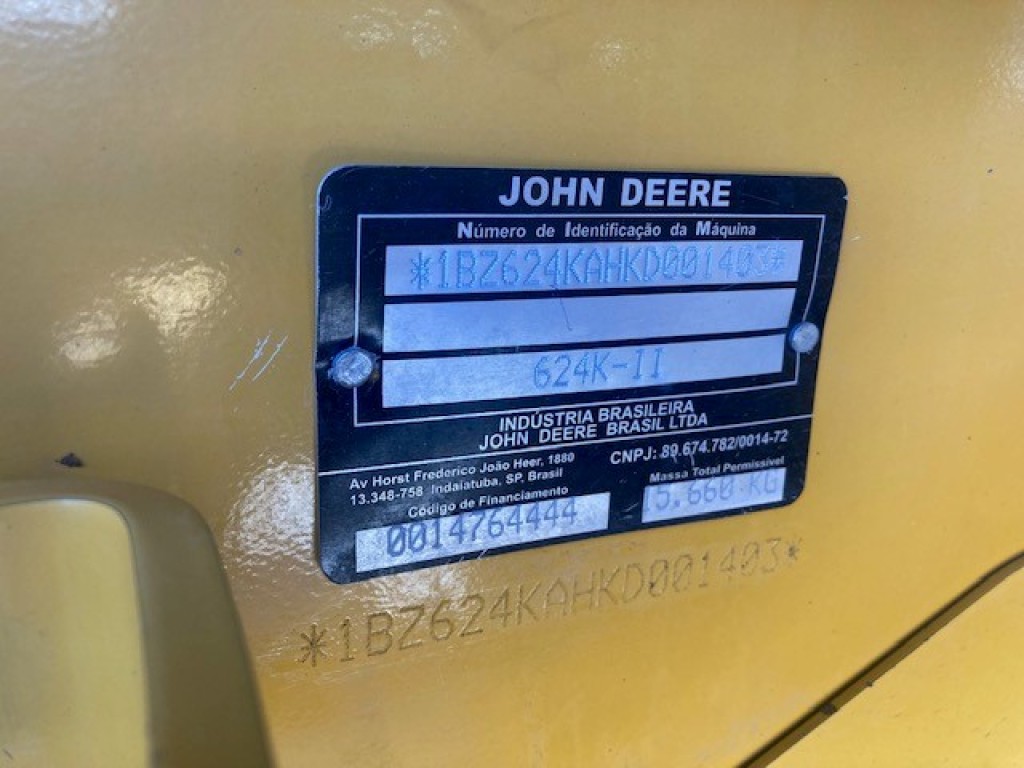 JOHN DEERE
Número de Identificação da Máquina
*1BZ624KAHKD001403*
624K-II
INDÚSTRIA BRASILEIRA
JOHN DEERE BRASIL LTDA
Av Horst Frederico João Heer, 1880
13.348-758 Indaiatuba, SP. Brasil
CNPJ: 89.674.782/0014-72
Código de Financiamento
0014764444
Massa Total Permissível
15.660 KG
*1BZ624KAHKD001403*